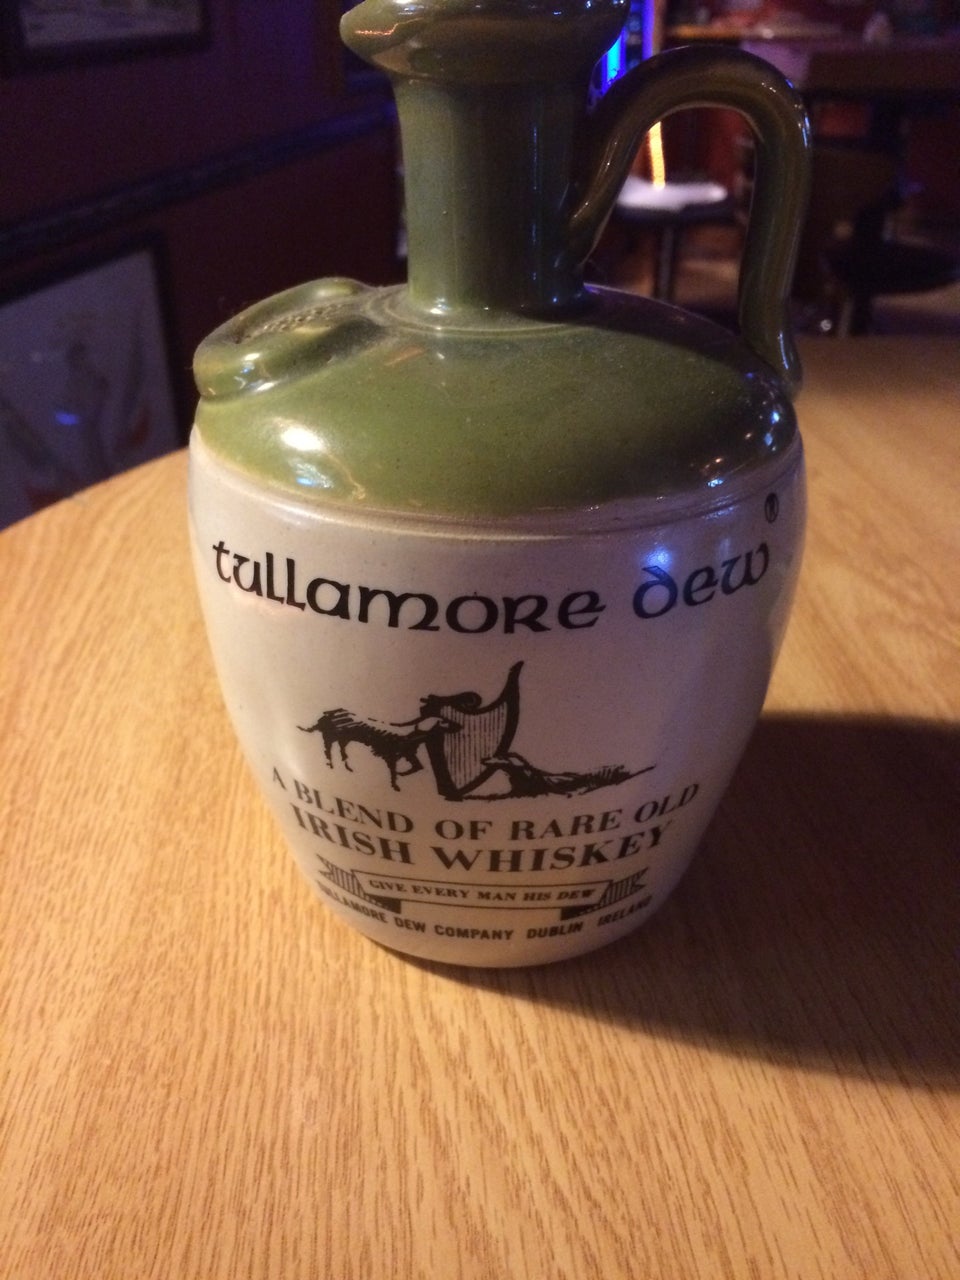 tullamore dew ®
A BLEND OF RARE OLD
IRISH WHISKEY
GIVE EVERY MAN HIS DEW
TULLAMORE DEW COMPANY DUBLIN IRELAND